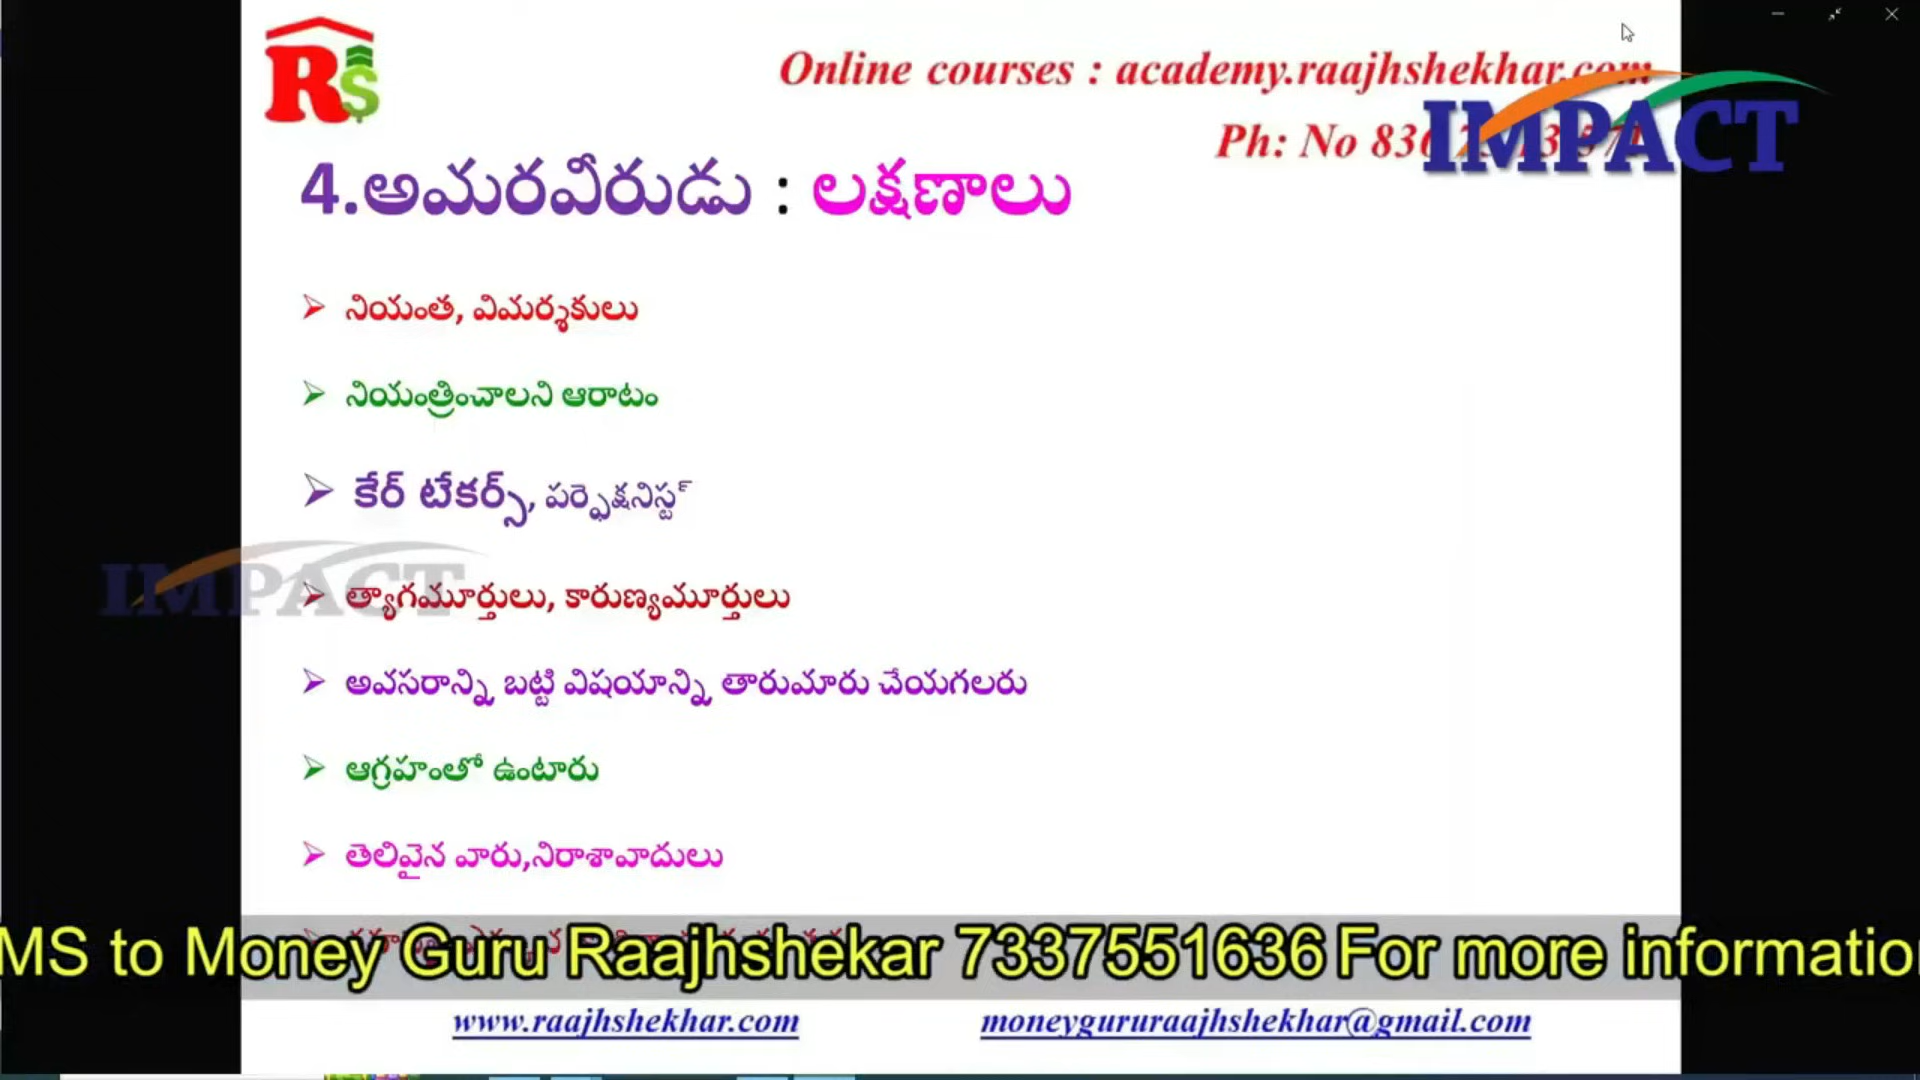 RS
Online courses : academy.raajhshekhar.com
IMPACT
Ph: No
4.అమరవీరుడు : లక్షణాలు
నియంత, విమర్శకులు
నియంత్రించాలని ఆరాటం
కేర్ టేకర్స్, పర్ఫెక్షనిస్ట్
IMPACT
త్యాగమూర్తులు, కారుణ్యమూర్తులు
అవసరాన్ని బట్టి విషయాన్ని తారుమారు చేయగలరు
ఆగ్రహంతో ఉంటారు
తెలివైన వారు,నిరాశావాదులు
MS to Money Guru Raajhshekar 7337551636 For more informatio
www.raajhshekhar.com
moneygururaajhshekhar@gmail.com